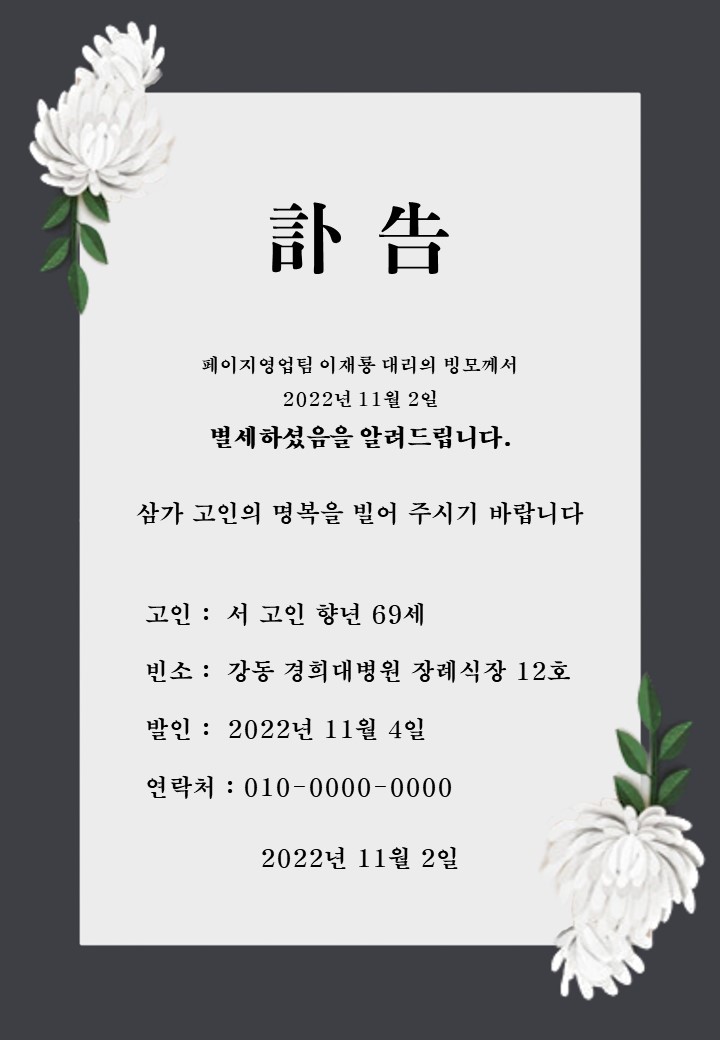 訃 告
페이지영업팀 이재룡 대리의 빙모께서
2022년 11월 2일
별세하셨음을 알려드립니다.
삼가 고인의 명복을 빌어 주시기 바랍니다
고인 : 서 고인 향년 69세
빈소 : 강동 경희대병원 장례식장 12호
발인 : 2022년 11월 4일
연락처 : 010-0000-0000
2022년 11월 2일